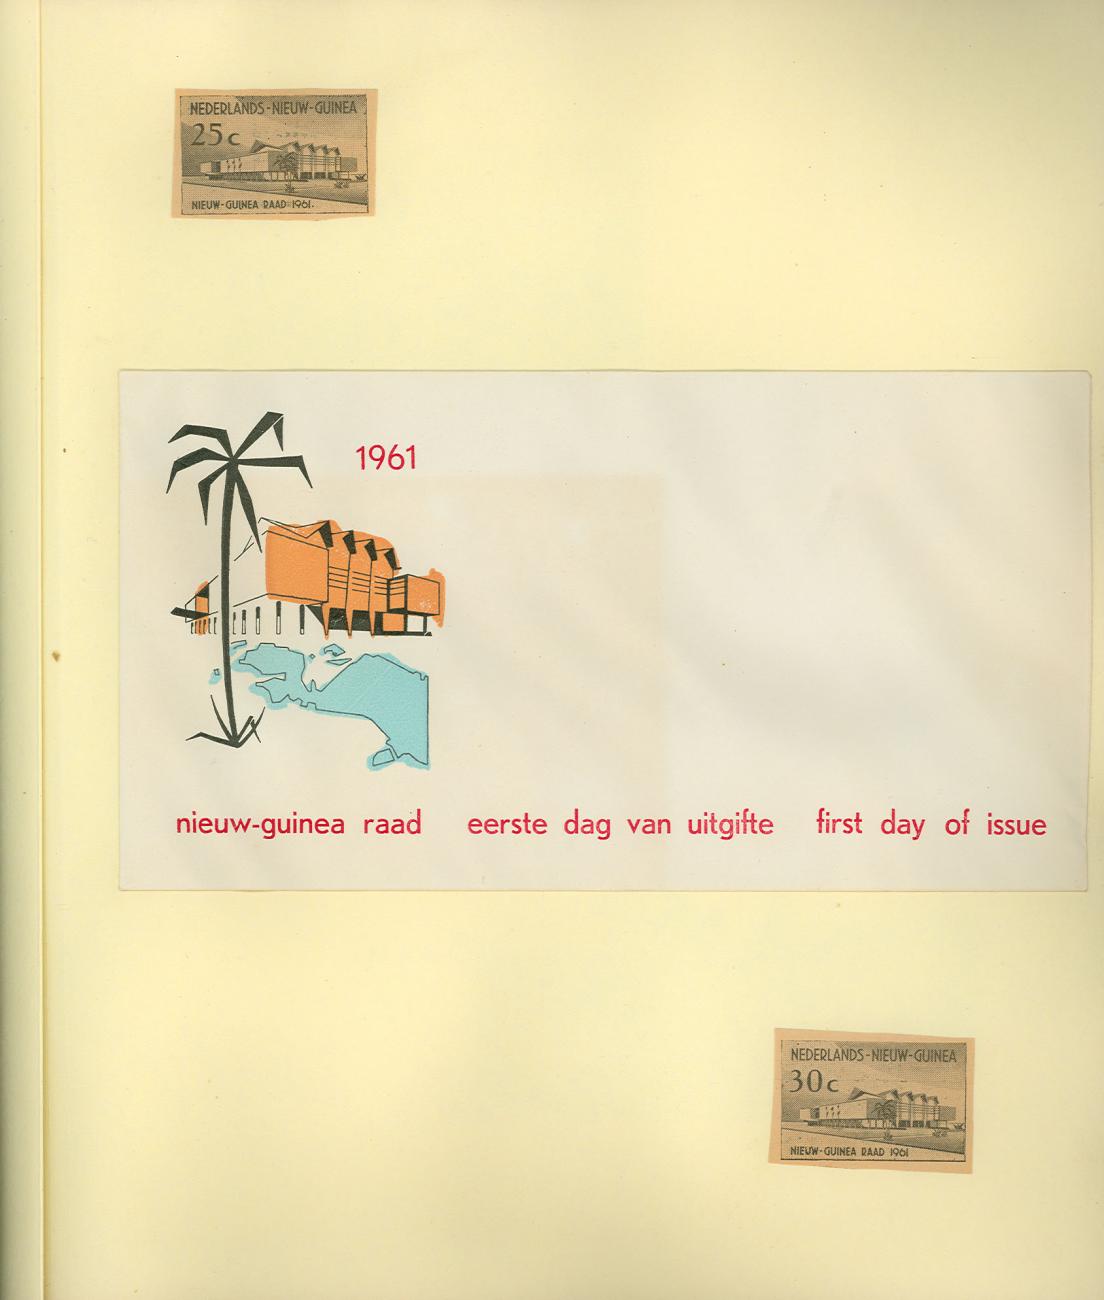 NEDERLANDS-NIEUW-GUINEA
25c
NIEUW-GUINEA RAAD 1961.
1961
nieuw-guinea raad eerste dag van uitgifte first day of issue
NEDERLANDS-NIEUW-GUINEA
30c
NIEUW-GUINEA RAAD 1961